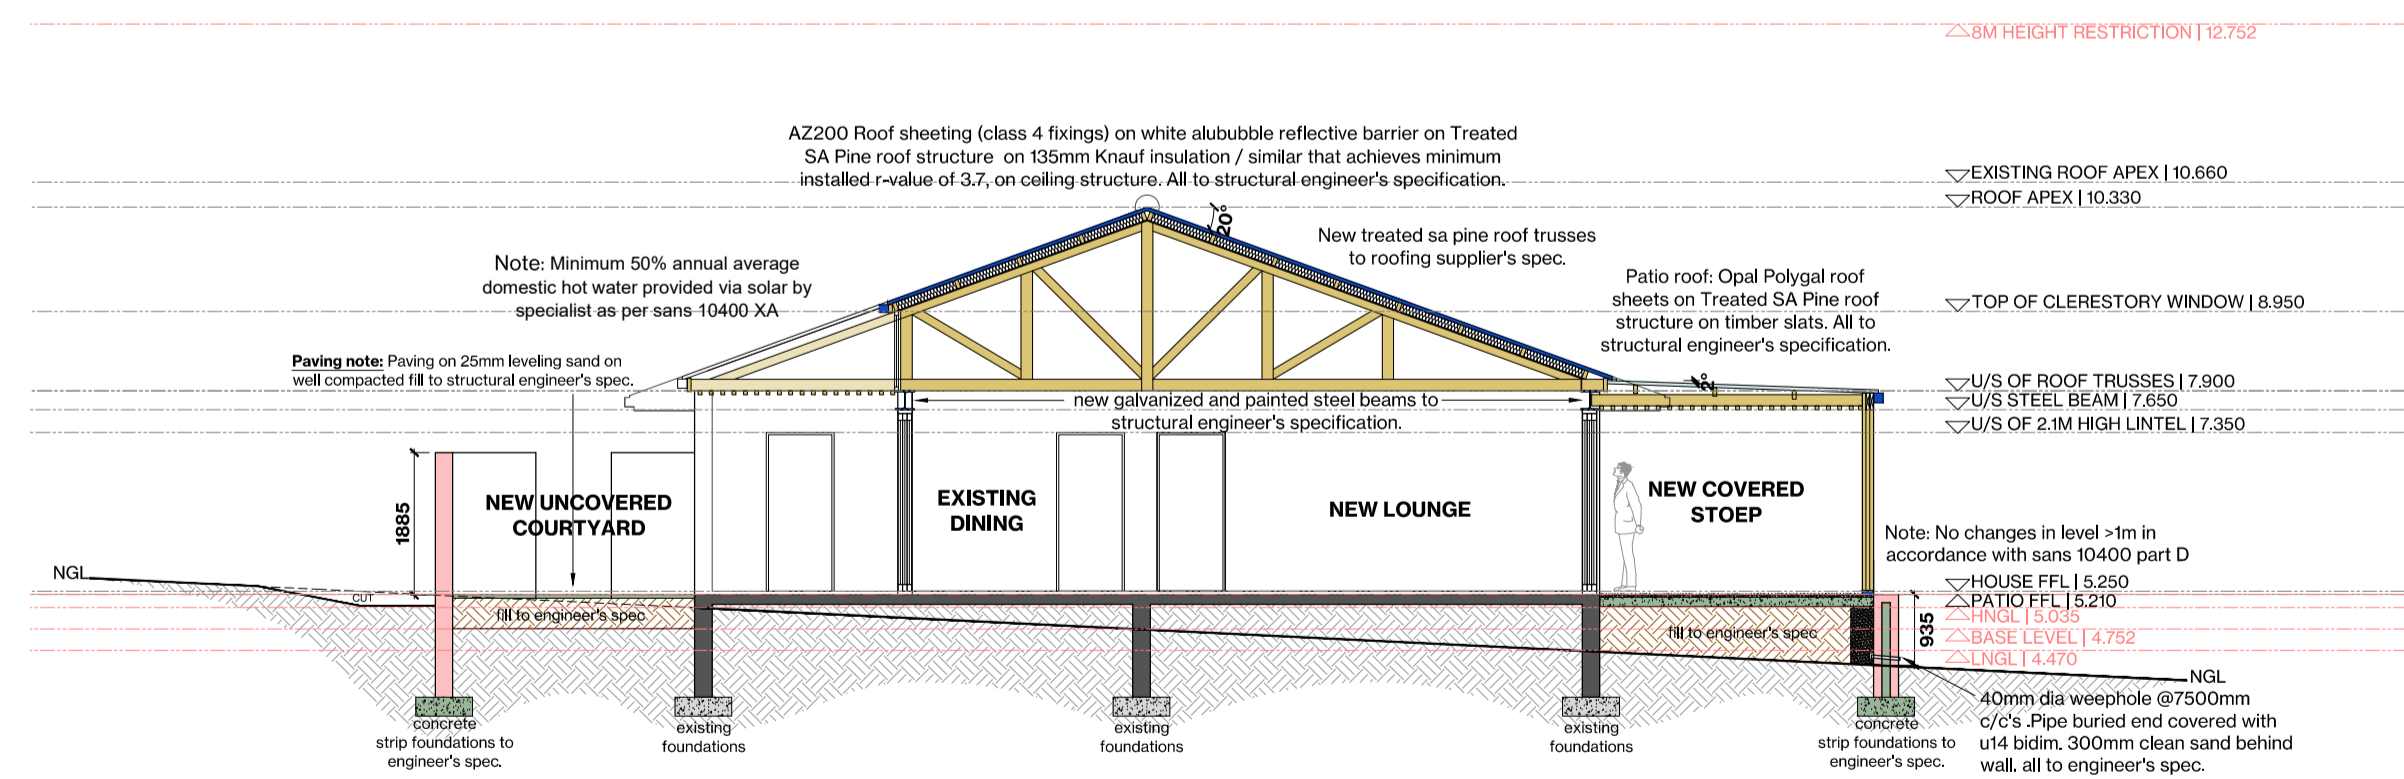 8M HEIGHT RESTRICTION | 12.752
AZ200 Roof sheeting (class 4 fixings) on white alububble reflective barrier on Treated
SA Pine roof structure on 135mm Knauf insulation / similar that achieves minimum
installed r-value of 3.7, on ceiling structure. All to structural engineer's specification.
EXISTING ROOF APEX | 10.660
ROOF APEX | 10.330
20°
New treated sa pine roof trusses
to roofing supplier's spec.
Note: Minimum 50% annual average
domestic hot water provided via solar by
specialist as per sans 10400 XA
Patio roof: Opal Polygal roof
sheets on Treated SA Pine roof
structure on timber slats. All to
structural engineer's specification.
TOP OF CLERESTORY WINDOW | 8.950
Paving note: Paving on 25mm leveling sand on
well compacted fill to structural engineer's spec.
2°
U/S OF ROOF TRUSSES | 7.900
U/S STEEL BEAM | 7.650
U/S OF 2.1M HIGH LINTEL | 7.350
new galvanized and painted steel beams to
structural engineer's specification.
1885
NEW UNCOVERED
COURTYARD
EXISTING
DINING
NEW LOUNGE
NEW COVERED
STOEP
Note: No changes in level >1m in
accordance with sans 10400 part D
NGL
CUT
fill to engineer's spec
fill to engineer's spec
HOUSE FFL | 5.250
PATIO FFL | 5.210
HNGL | 5.035
BASE LEVEL | 4.752
LNGL | 4.470
935
NGL
40mm dia weephole @7500mm
c/c's .Pipe buried end covered with
u14 bidim. 300mm clean sand behind
wall. all to engineer's spec.
concrete
strip foundations to
engineer's spec.
existing
foundations
existing
foundations
existing
foundations
concrete
strip foundations to
engineer's spec.